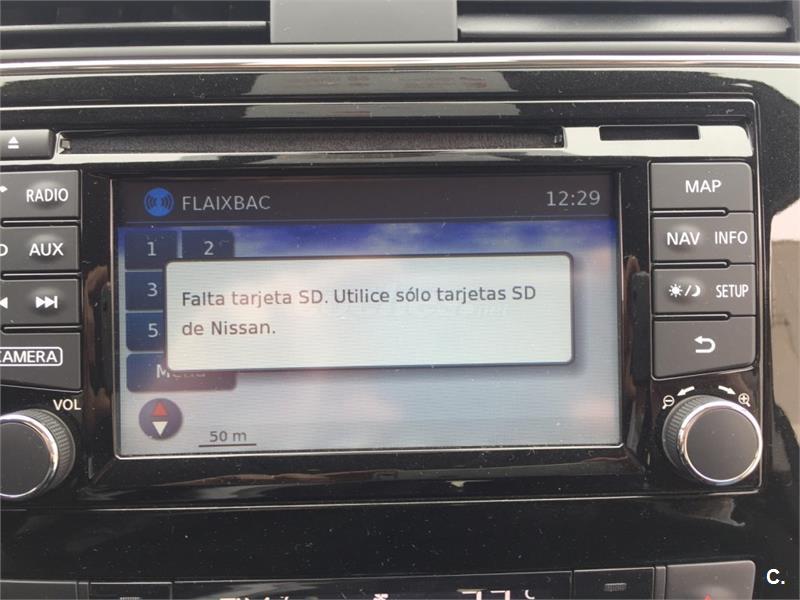 RADIO
MAP
FLAIXBAC 12:29
AUX
1 2
NAV INFO
3
Falta tarjeta SD. Utilice sólo tarjetas SD
de Nissan.
SETUP
5
CAMERA
VOL
50 m
C.